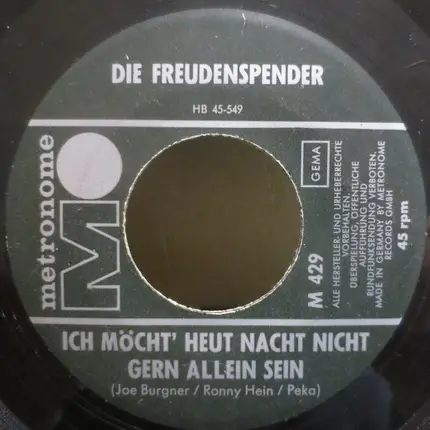 DIE FREUDENSPENDER
HB 45-549
metronome
M
GEMA
M 429
ALLE HERSTELLER- UND URHEBERRECHTE
VORBEHALTEN.
ÜBERSPIELUNG, ÖFFENTLICHE
AUFFÜHRUNG UND
RUNDFUNKSENDUNG VERBOTEN.
MADE IN GERMANY BY METRONOME
RECORDS GMBH
45 rpm
ICH MÖCHT' HEUT NACHT NICHT
GERN ALLEIN SEIN
(Joe Burgner / Ronny Hein / Peka)